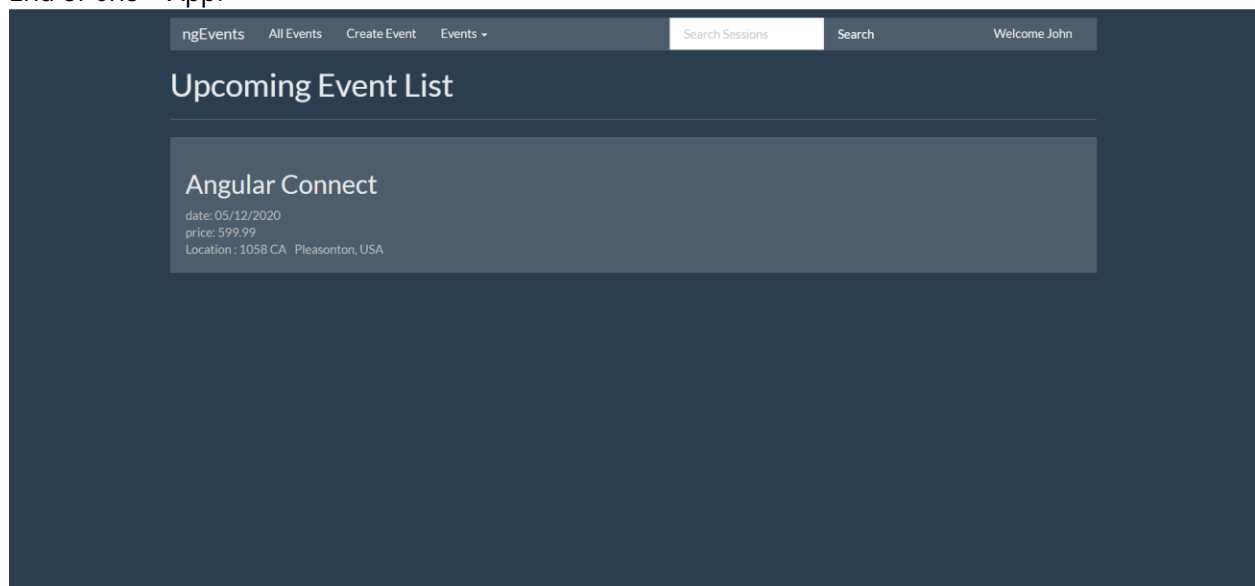 ngEvents All Events Create Event Events Search Sessions Search Welcome John
Upcoming Event List
Angular Connect
date: 05/12/2020
price: 599.99
Location : 1058 CA Pleasonton, USA